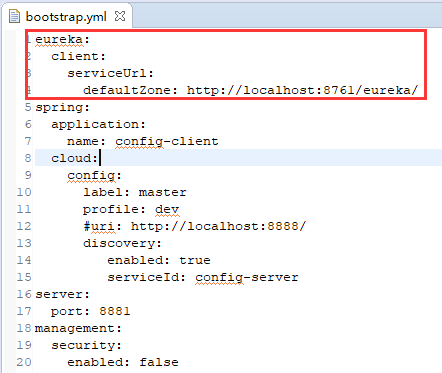 bootstrap.yml
1 eureka:
2   client:
3     serviceUrl:
4       defaultZone: http://localhost:8761/eureka/
5 spring:
6   application:
7     name: config-client
8   cloud:
9     config:
10       label: master
11       profile: dev
12       #uri: http://localhost:8888/
13       discovery:
14          enabled: true
15          serviceId: config-server
16 server:
17   port: 8881
18 management:
19   security:
20     enabled: false